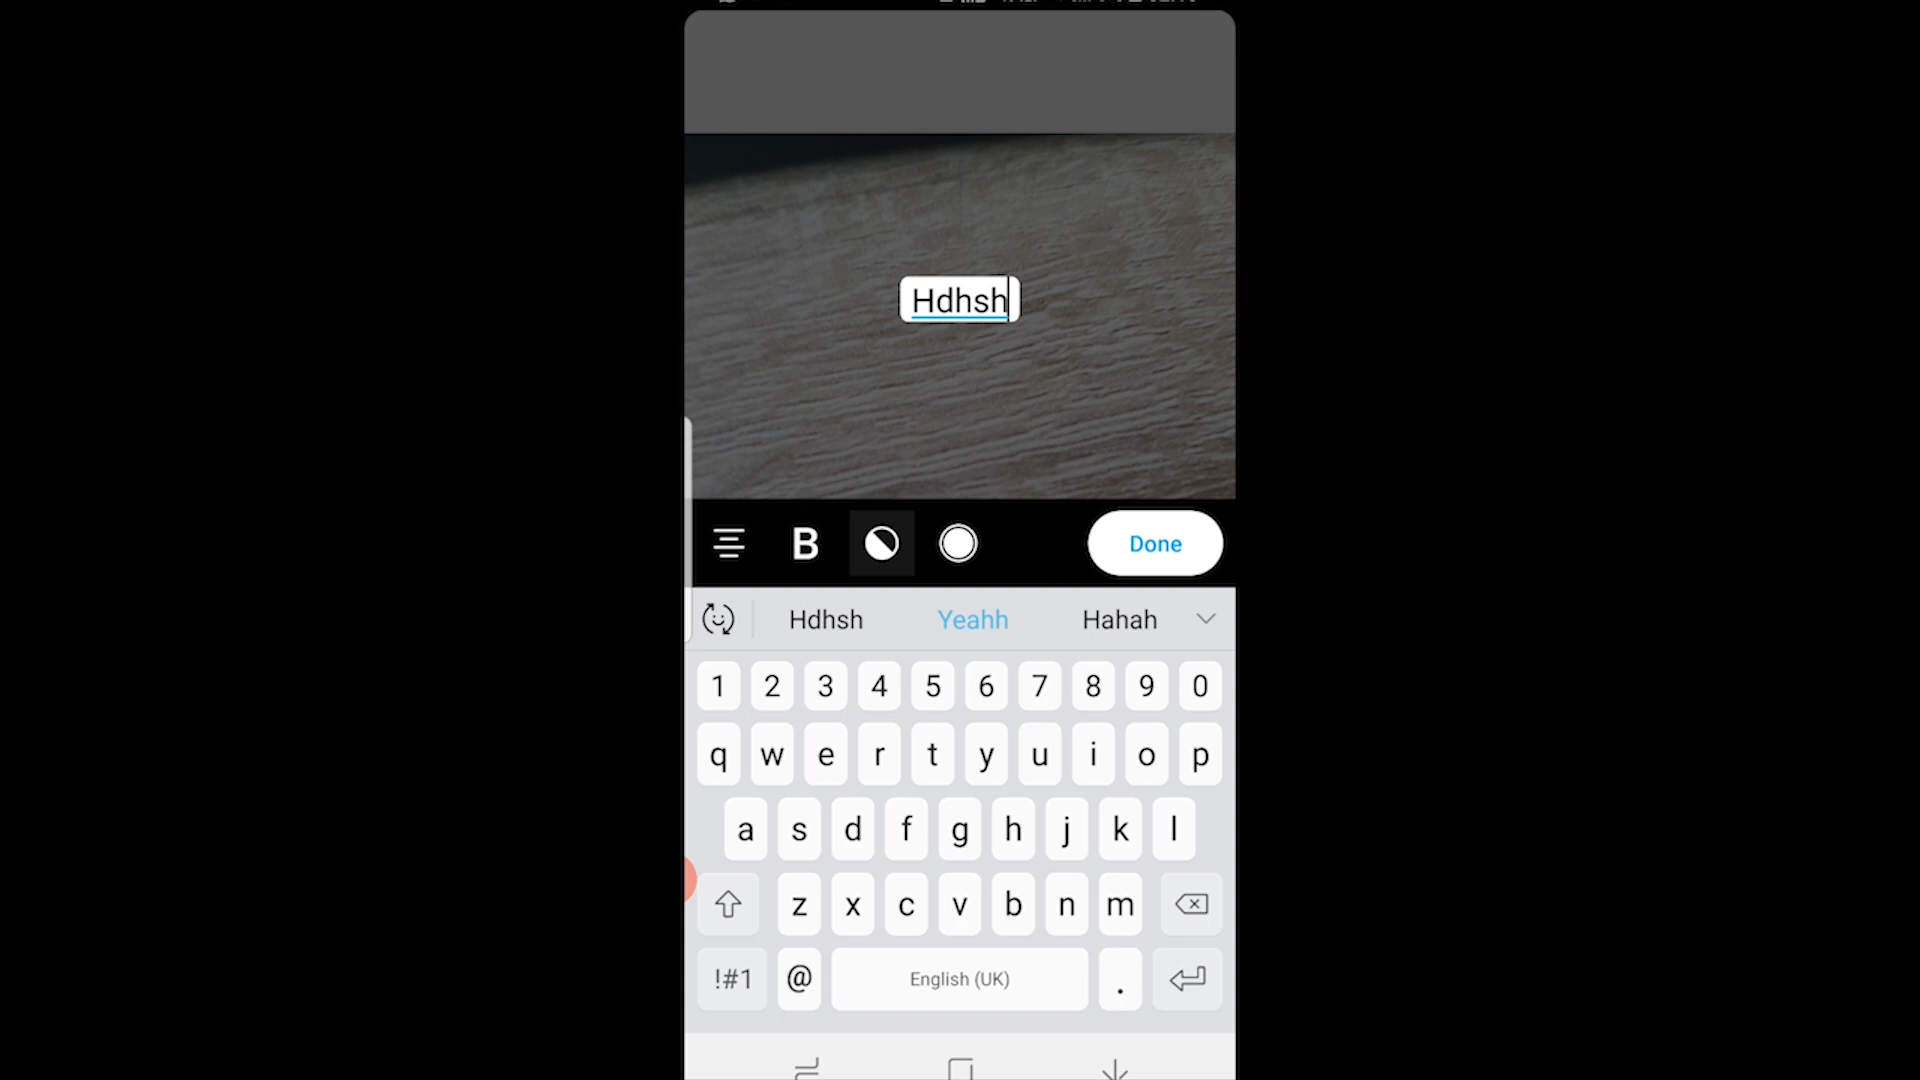 Hdhsh
B
Done
Hdhsh Yeahh Hahah
1 2 3 4 5 6 7 8 9 0
q w e r t y u i o p
a s d f g h j k l
z x c v b n m
!#1 @ English (UK) .